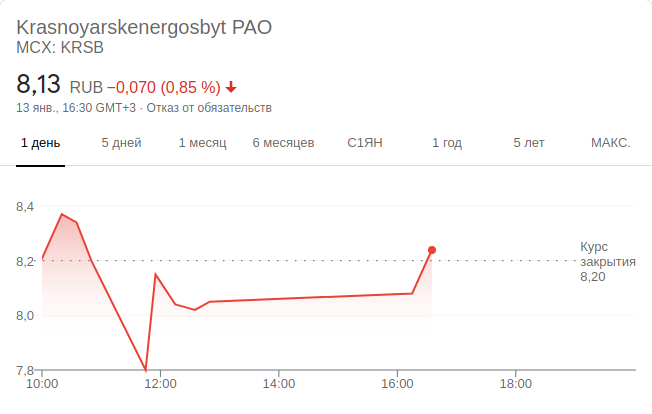 Krasnoyarskenergosbyt PAO
MCX: KRSB
8,13 RUB −0,070 (0,85 %)
13 янв., 16:30 GMT+3 · Отказ от обязательств
1 день 5 дней 1 месяц 6 месяцев С1ЯН 1 год 5 лет МАКС.
8,4
8,2
8,0
7,8
Курс
закрытия
8,20
10:00 12:00 14:00 16:00 18:00